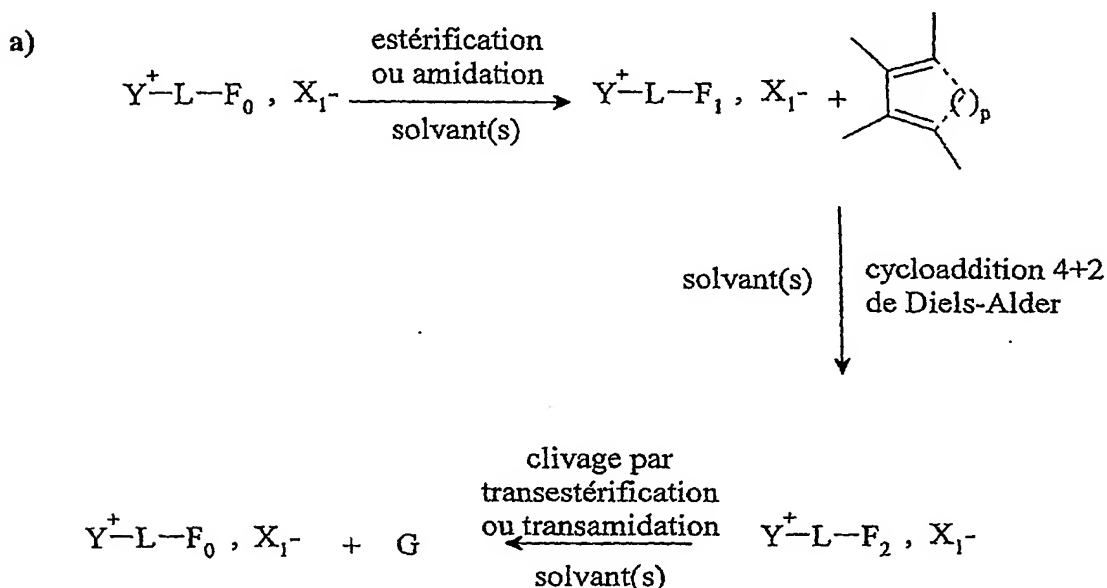 a)
estérification
ou amidation
Y⁺—L—F₀ , X₁⁻
solvant(s)
Y⁺—L—F₁ , X₁⁻ +
( )ₚ
solvant(s)
cycloaddition 4+2
de Diels-Alder
clivage par
transestérification
ou transamidation
Y⁺—L—F₀ , X₁⁻ + G
solvant(s)
Y⁺—L—F₂ , X₁⁻